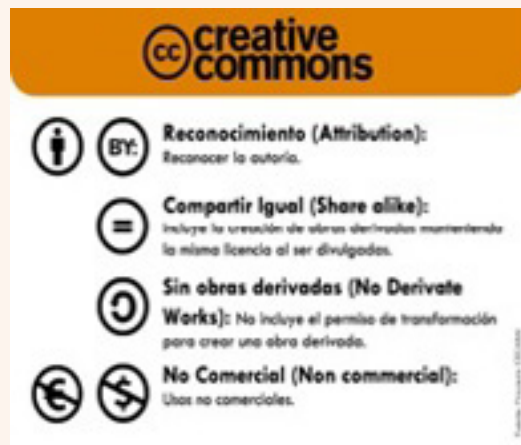 cc creative
commons
BY:
Reconocimiento (Attribution):
Reconocer la autoría.
=
Compartir Igual (Share alike):
Incluye la creación de obras derivadas manteniendo
la misma licencia al ser divulgadas.
Sin obras derivadas (No Derivate
Works): No incluye el permiso de transformación
para crear una obra derivada.
€ $
No Comercial (Non commercial):
Usos no comerciales.